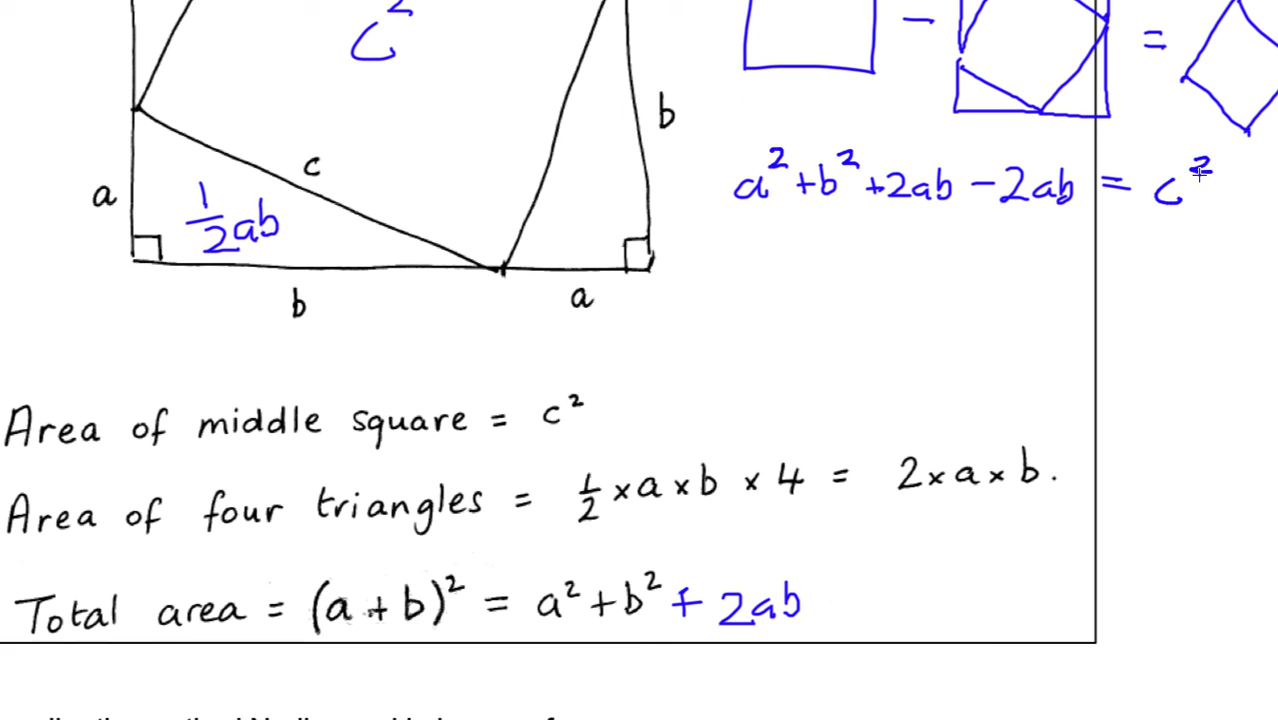 c²
−
=
b
c
a
½ab
a² + b² + 2ab − 2ab = c²
b
a
Area of middle square = c²
Area of four triangles = ½ × a × b × 4 = 2 × a × b.
Total area = (a + b)² = a² + b² + 2ab